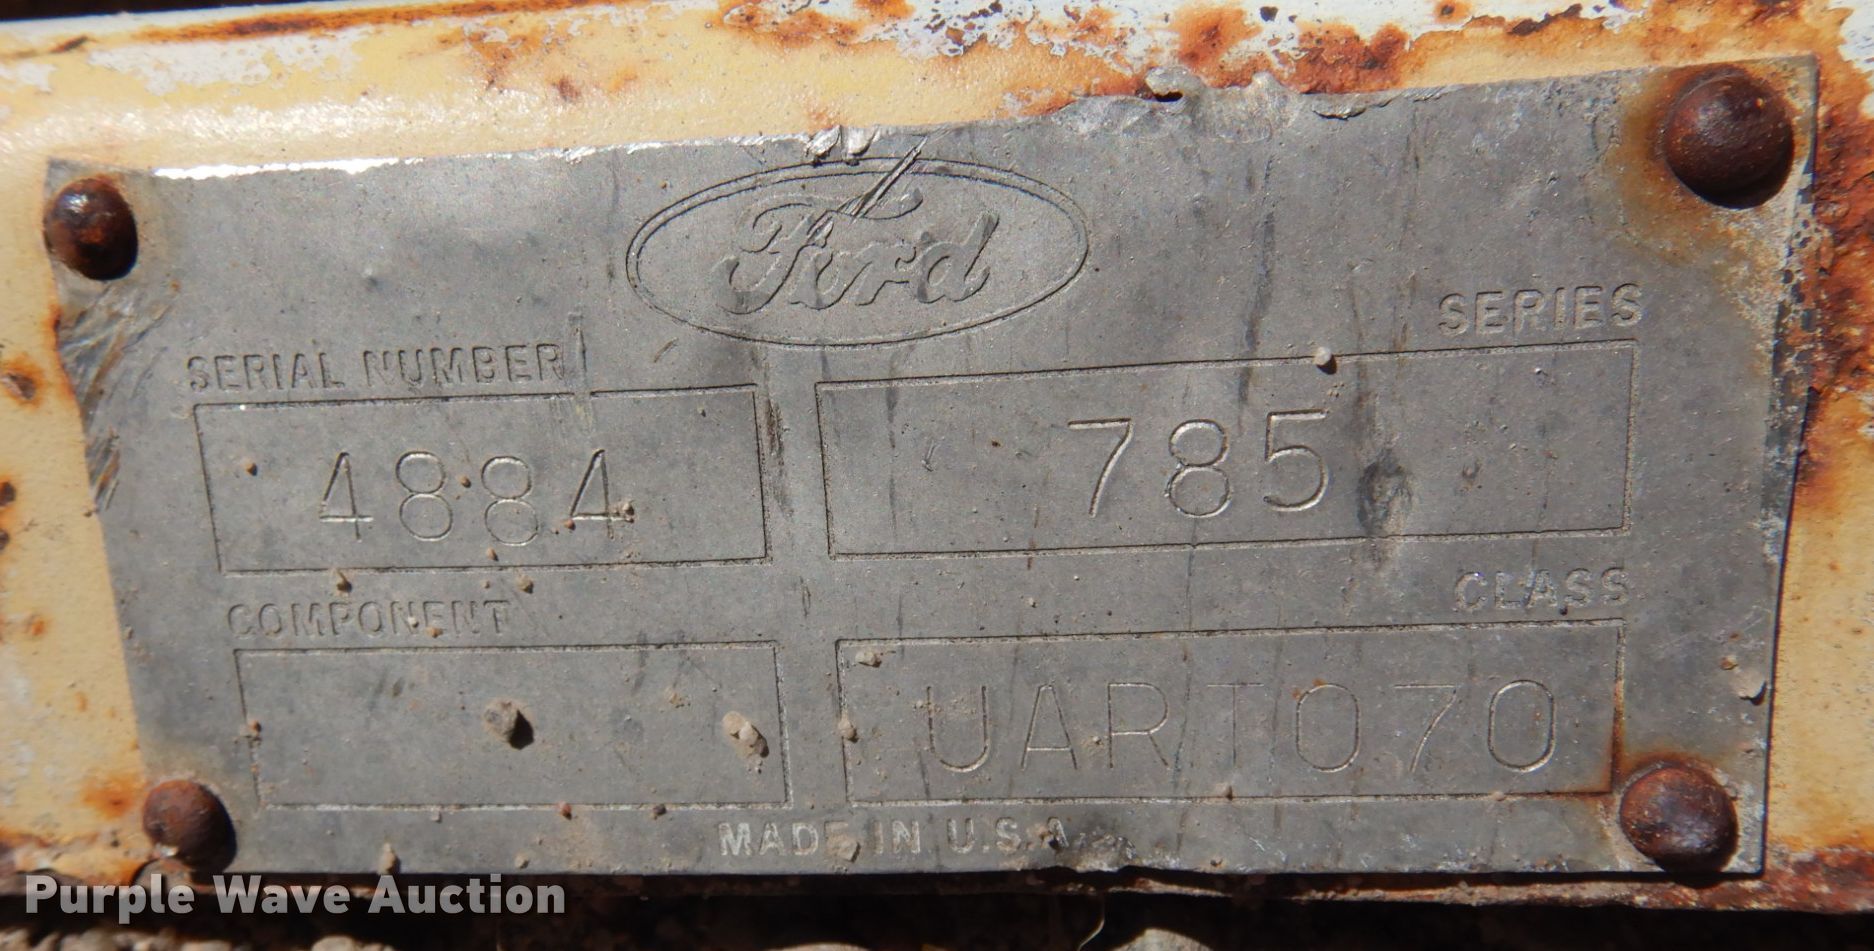 Ford
SERIAL NUMBER
SERIES
4884
785
COMPONENT
CLASS
UART070
MADE IN U.S.A.
Purple Wave Auction